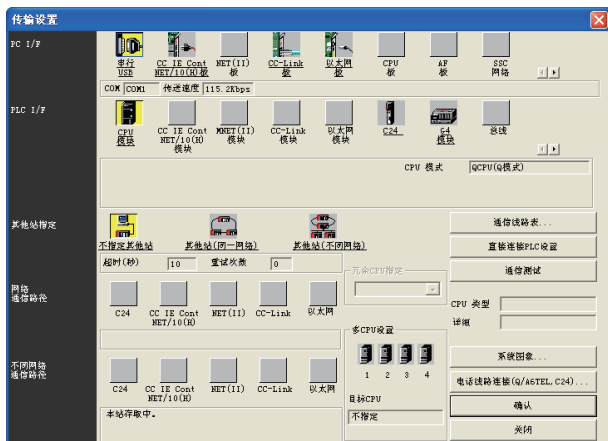 传输设置
PC I/F
串行 USB
CC IE Cont NET/10(H)板
NET(II) 板
CC-Link 板
以太网 板
CPU 板
AF 板
SSC 网络
COM COM1 传送速度 115.2Kbps
PLC I/F
CPU 模块
CC IE Cont NET/10(H) 模块
MNET(II) 模块
CC-Link 模块
以太网 模块
C24
G4 模块
总线
CPU 模式 QCPU(Q模式)
其他站指定
不指定其他站
其他站(同一网络)
其他站(不同网络)
超时(秒) 10 重试次数 0
冗余CPU指定
通信线路表...
直接连接PLC设置
通信测试
CPU 类型
详细
网络 通信路径
C24
CC IE Cont NET/10(H)
NET(II)
CC-Link
以太网
多CPU设置
1 2 3 4
目标CPU
不指定
不同网络 通信路径
C24
CC IE Cont NET/10(H)
NET(II)
CC-Link
以太网
本站存取中。
系统图象...
电话线路连接(Q/A6TEL,C24)...
确认
关闭